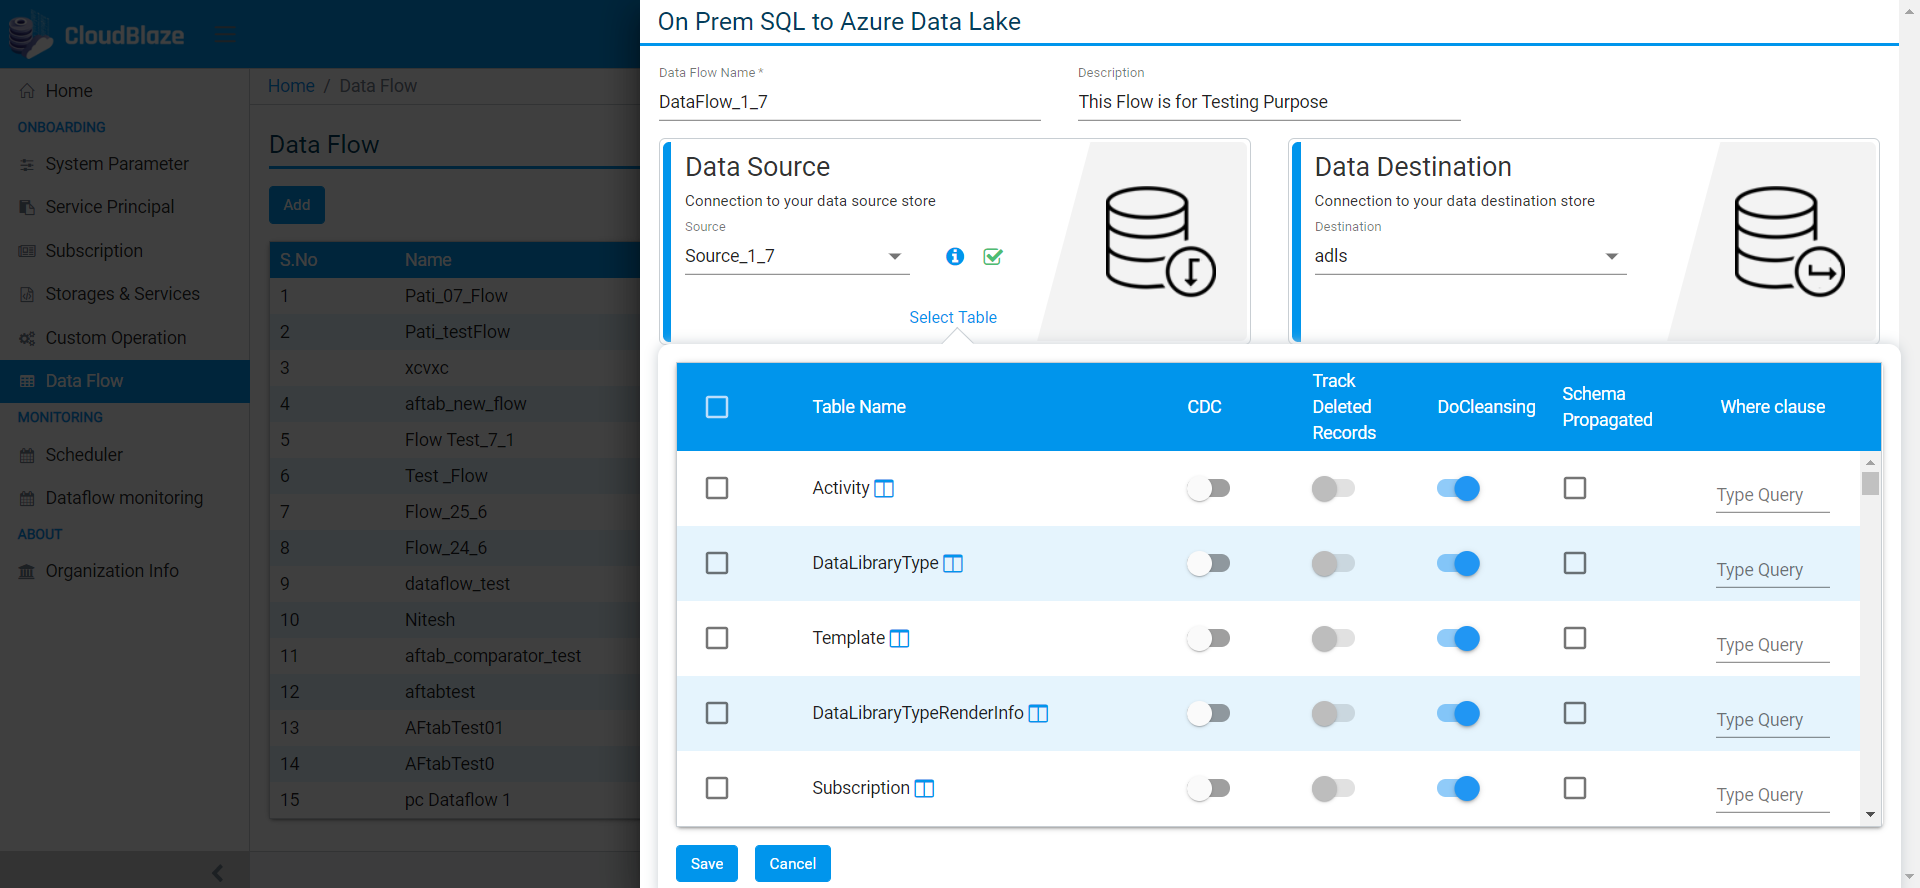 CloudBlaze
Home
ONBOARDING
System Parameter
Service Principal
Subscription
Storages & Services
Custom Operation
Data Flow
MONITORING
Scheduler
Dataflow monitoring
ABOUT
Organization Info
Home / Data Flow
Data Flow
Add
S.No Name
1 Pati_07_Flow
2 Pati_testFlow
3 xcvxc
4 aftab_new_flow
5 Flow Test_7_1
6 Test _Flow
7 Flow_25_6
8 Flow_24_6
9 dataflow_test
10 Nitesh
11 aftab_comparator_test
12 aftabtest
13 AFtabTest01
14 AFtabTest0
15 pc Dataflow 1
On Prem SQL to Azure Data Lake
Data Flow Name *
DataFlow_1_7
Description
This Flow is for Testing Purpose
Data Source
Connection to your data source store
Source
Source_1_7
Select Table
Data Destination
Connection to your data destination store
Destination
adls
Table Name CDC Track Deleted Records DoCleansing Schema Propagated Where clause
Activity Type Query
DataLibraryType Type Query
Template Type Query
DataLibraryTypeRenderInfo Type Query
Subscription Type Query
Save Cancel